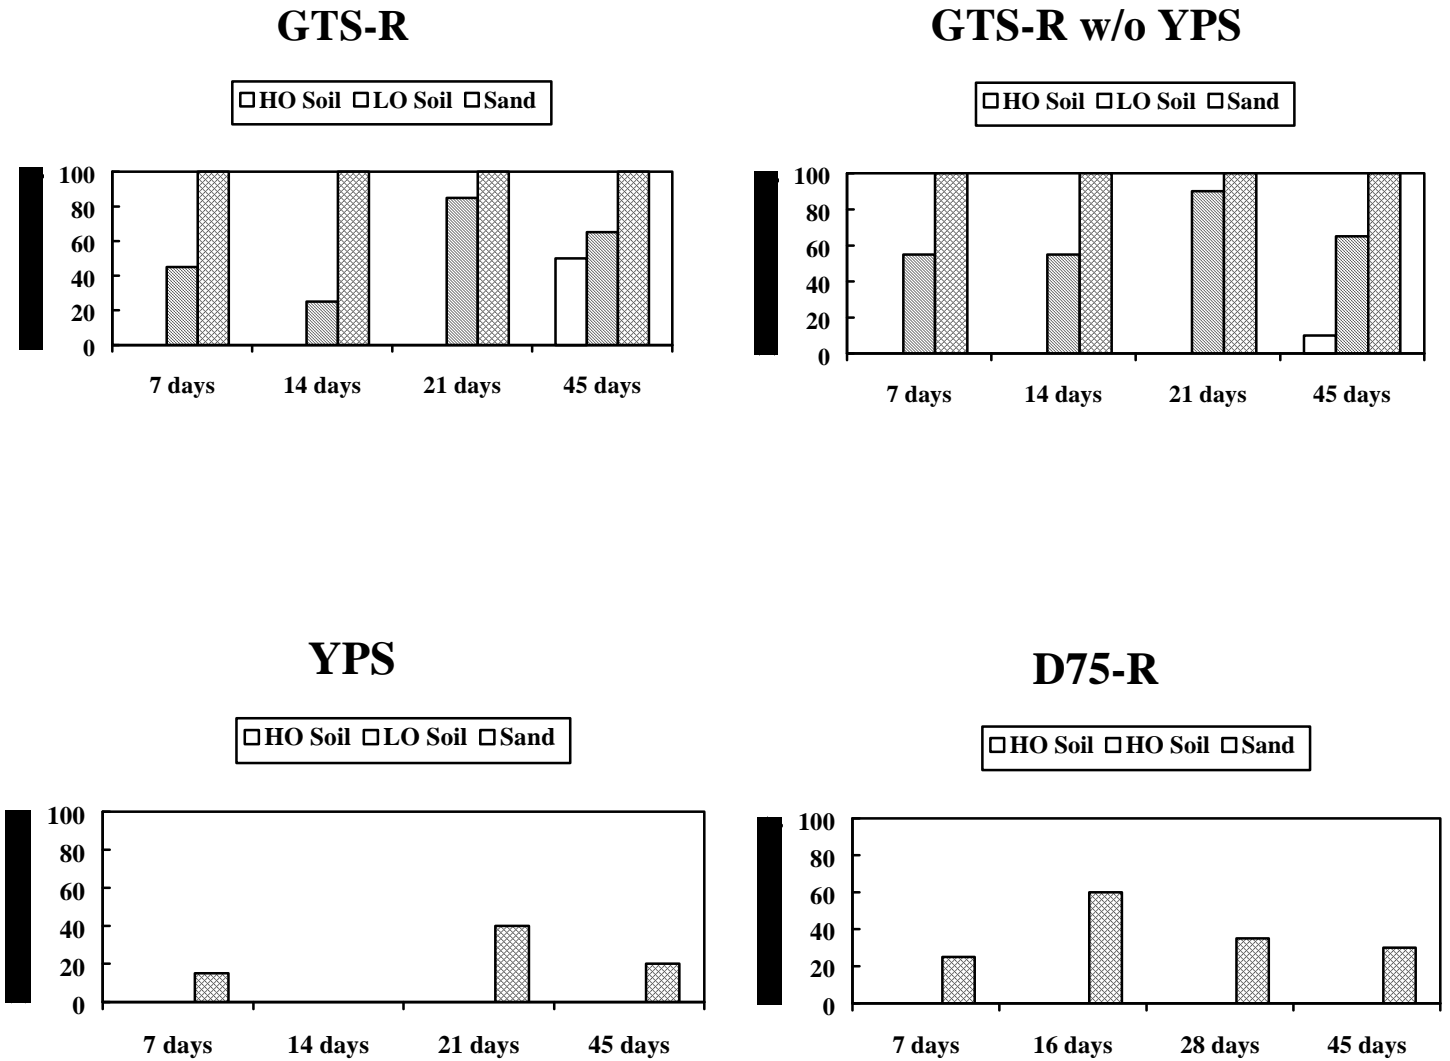 GTS-R
HO Soil LO Soil Sand
100
80
60
40
20
0
7 days 14 days 21 days 45 days
GTS-R w/o YPS
HO Soil LO Soil Sand
100
80
60
40
20
0
7 days 14 days 21 days 45 days
YPS
HO Soil LO Soil Sand
100
80
60
40
20
0
7 days 14 days 21 days 45 days
D75-R
HO Soil HO Soil Sand
100
80
60
40
20
0
7 days 16 days 28 days 45 days